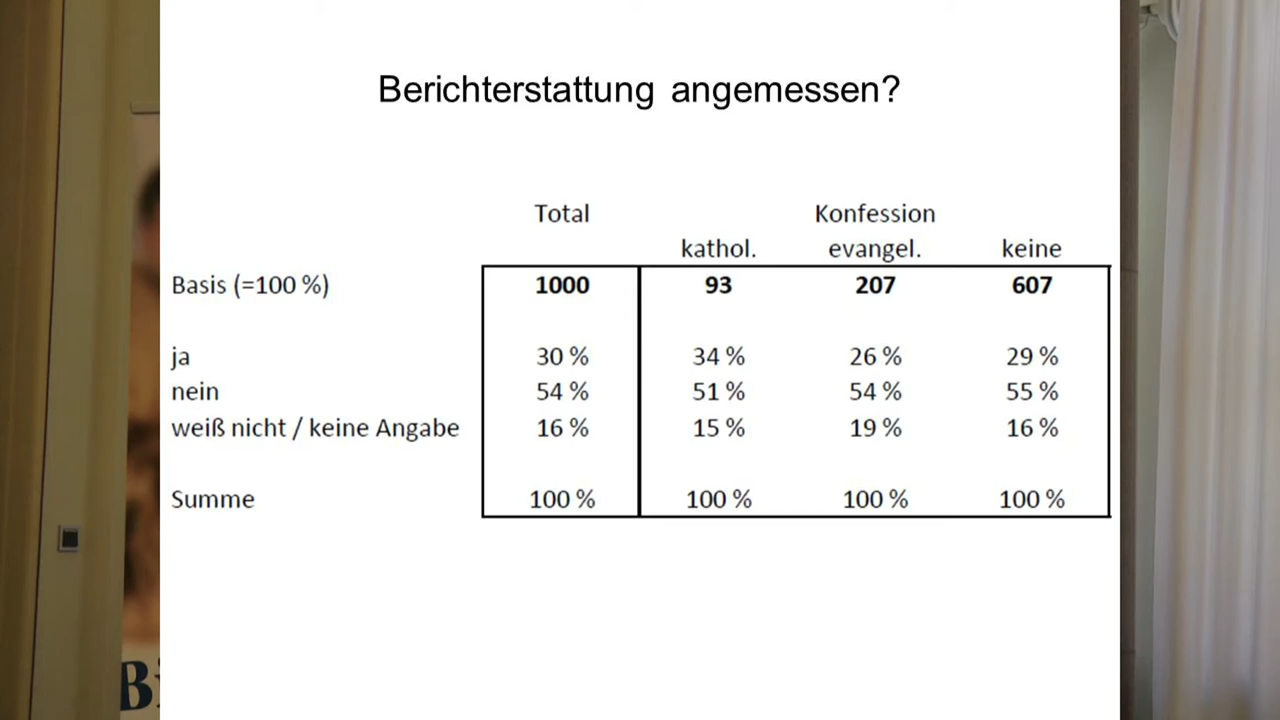 Berichterstattung angemessen?
Total Konfession
kathol. evangel. keine
Basis (=100 %) 1000 93 207 607
ja 30 % 34 % 26 % 29 %
nein 54 % 51 % 54 % 55 %
weiß nicht / keine Angabe 16 % 15 % 19 % 16 %
Summe 100 % 100 % 100 % 100 %